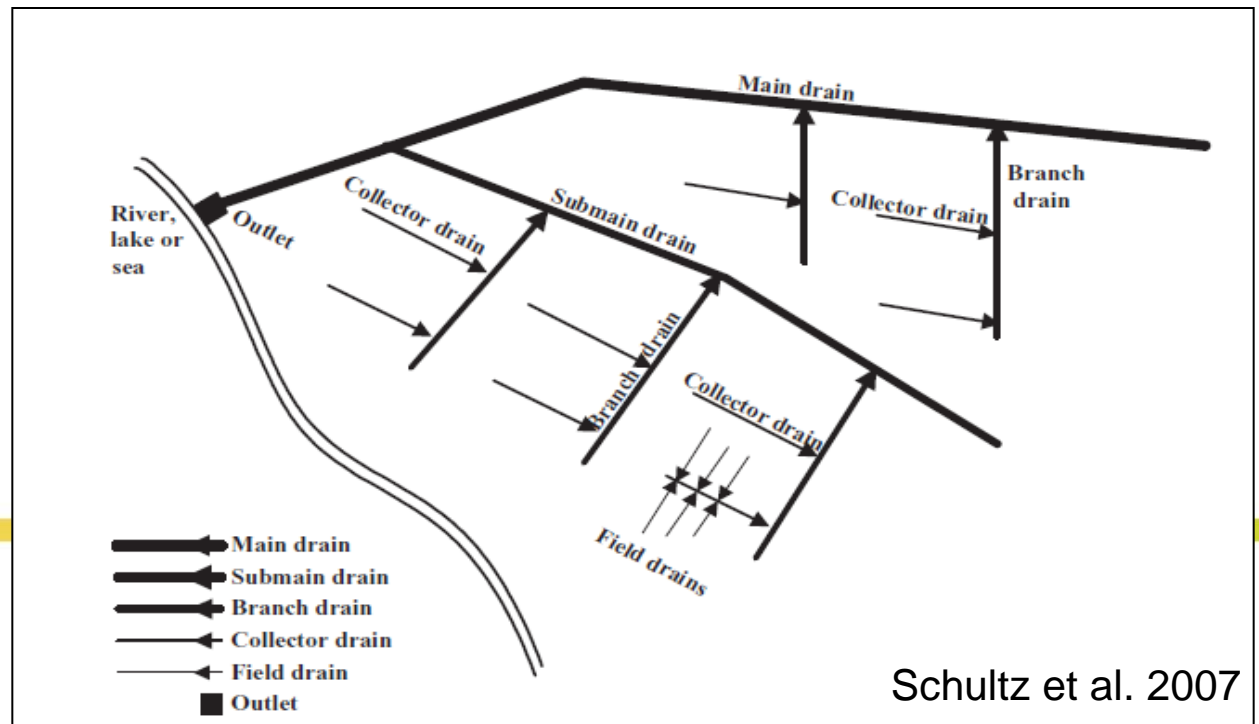 Main drain
Branch
drain
Collector drain
Submain drain
Collector
drain
River,
lake or
sea
Outlet
Branch drain
Collector
drain
Field drains
Main drain
Submain drain
Branch drain
Collector drain
Field drain
Outlet
Schultz et al. 2007